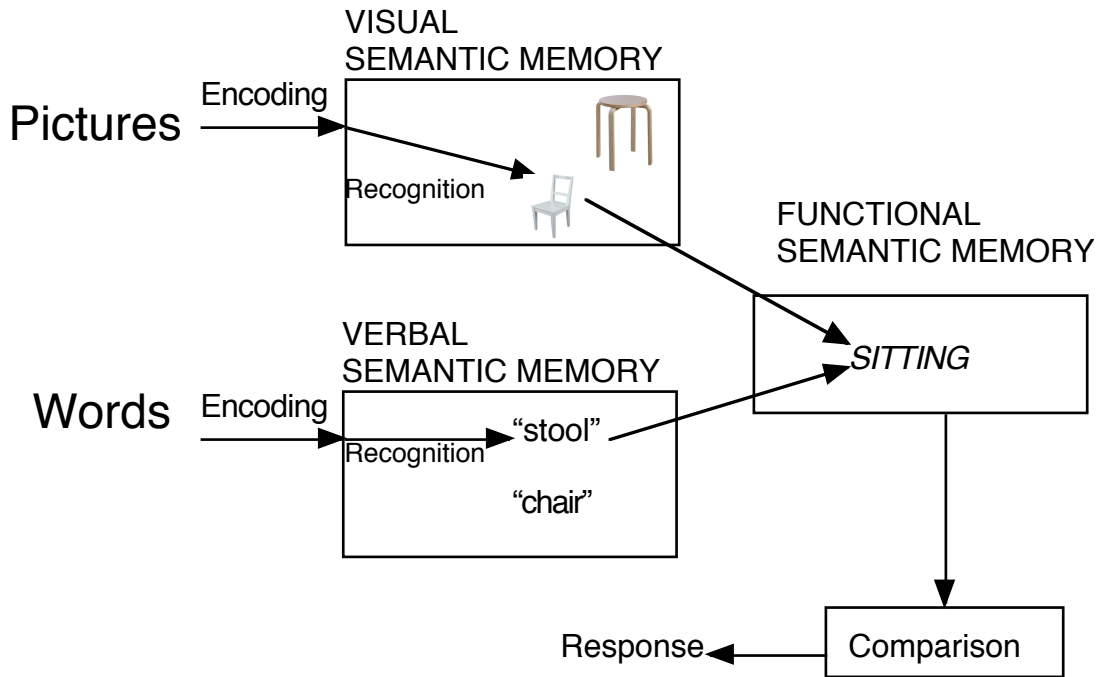 VISUAL
SEMANTIC MEMORY
Pictures
Encoding
Recognition
FUNCTIONAL
SEMANTIC MEMORY
SITTING
VERBAL
SEMANTIC MEMORY
Words
Encoding
Recognition
“stool”
“chair”
Response
Comparison